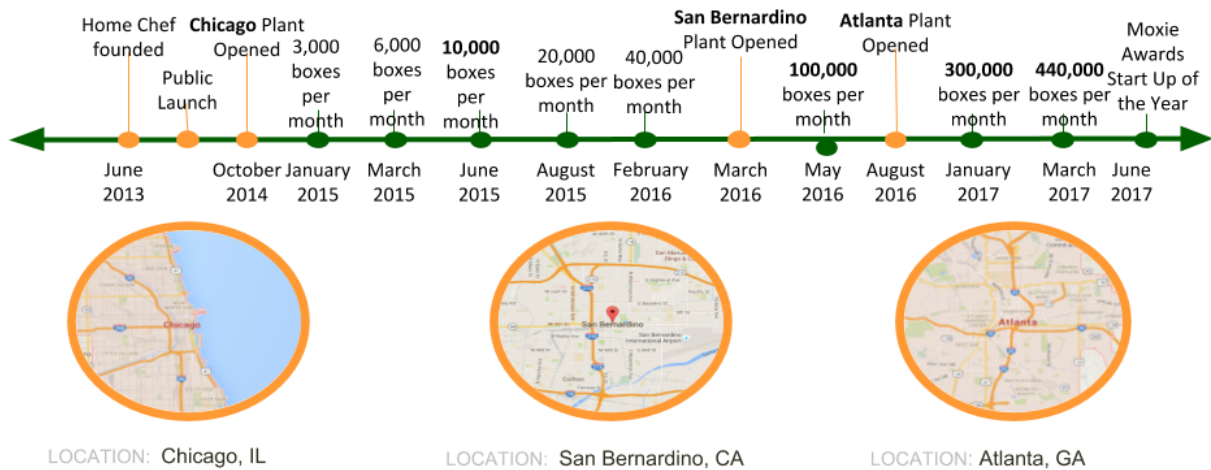 Home Chef
founded
Public
Launch
Chicago Plant
Opened
3,000
boxes
per
month
6,000
boxes
per
month
10,000
boxes
per
month
20,000
boxes per
month
40,000
boxes per
month
San Bernardino
Plant Opened
100,000
boxes per
month
Atlanta Plant
Opened
300,000
boxes per
month
440,000
boxes per
month
Moxie
Awards
Start Up of
the Year
June
2013
October
2014
January
2015
March
2015
June
2015
August
2015
February
2016
March
2016
May
2016
August
2016
January
2017
March
2017
June
2017
Chicago
San Bernardino
San Bernardino
International Airport
Colton
Atlanta
LOCATION: Chicago, IL
LOCATION: San Bernardino, CA
LOCATION: Atlanta, GA